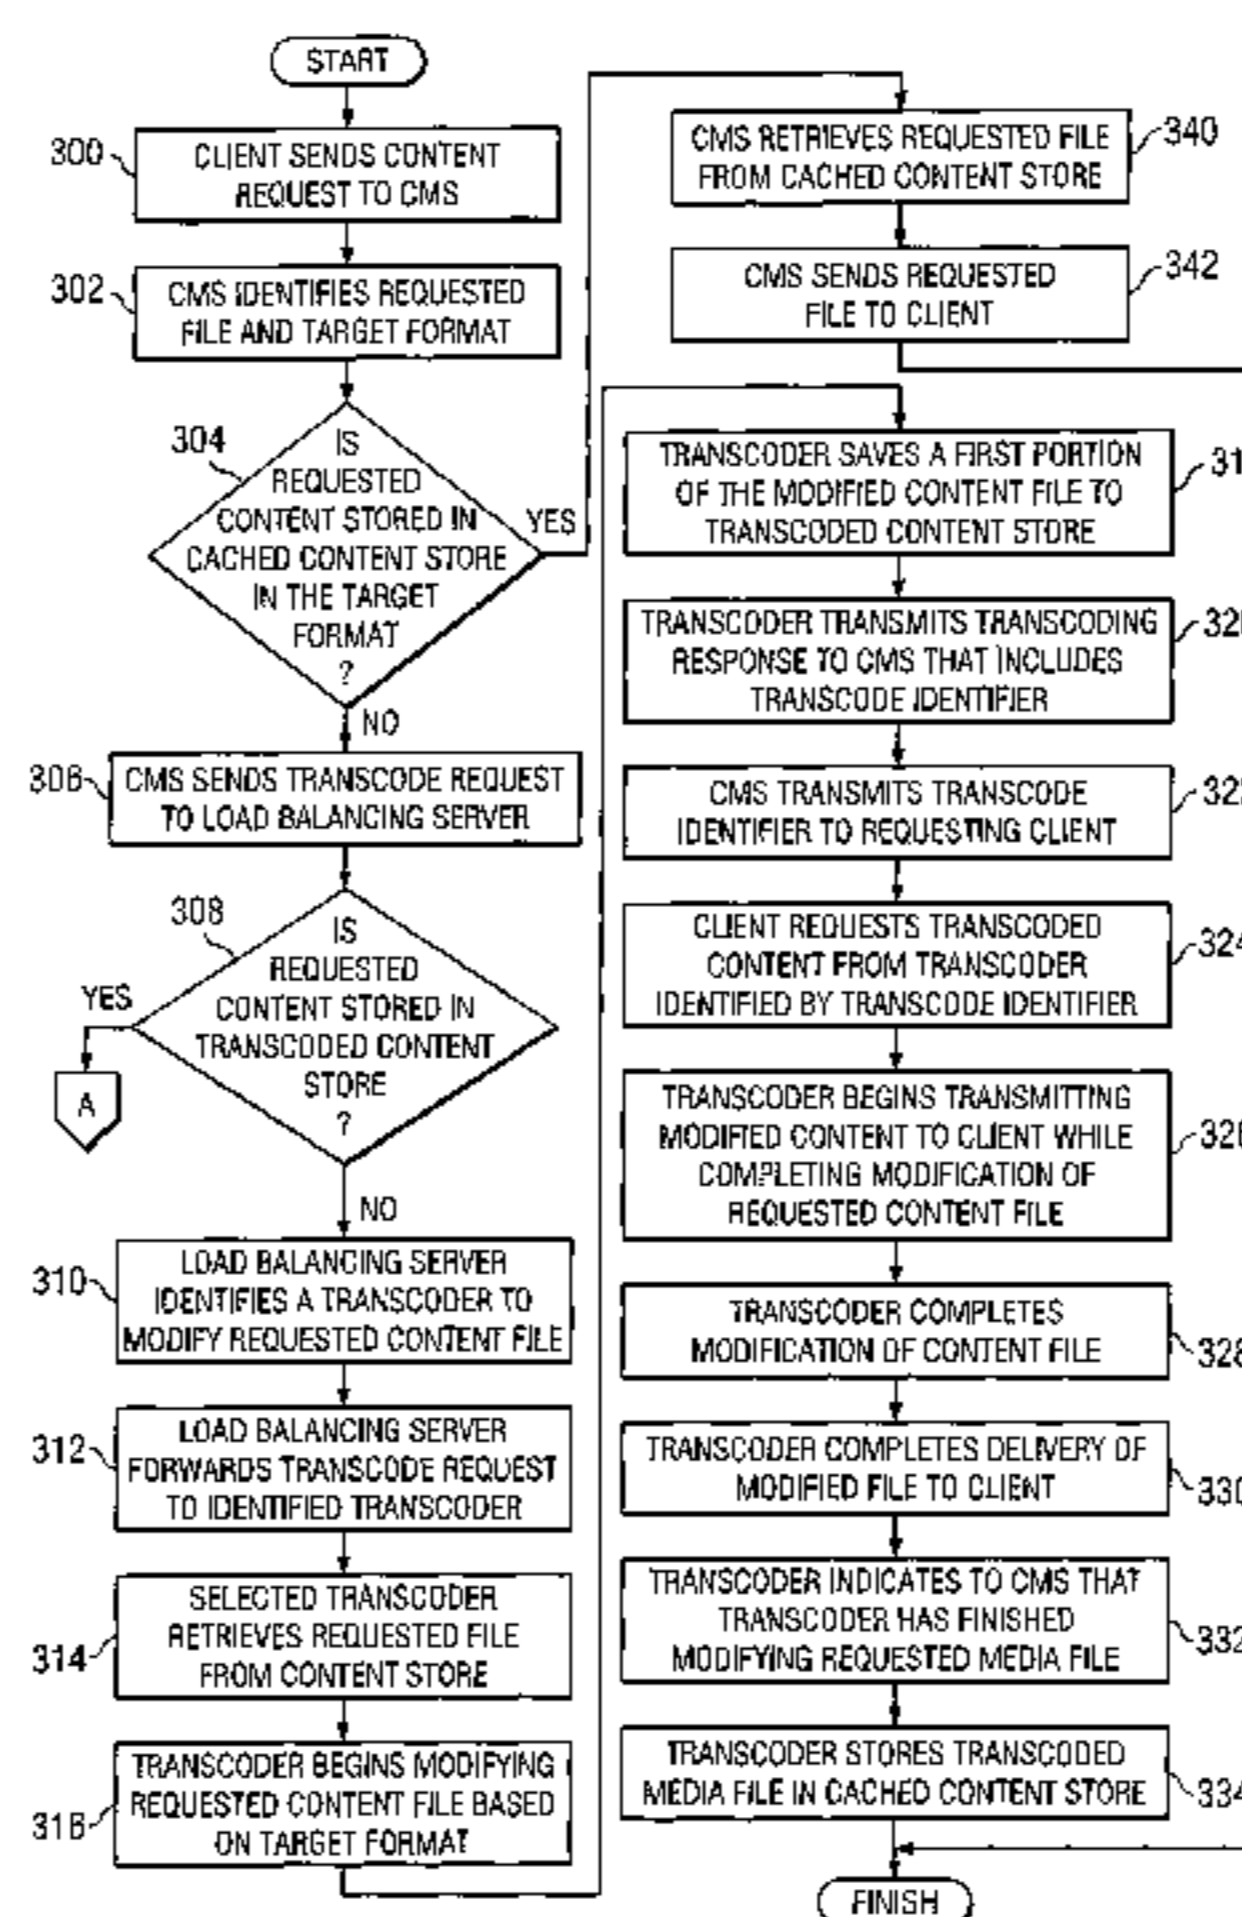 START
300
CLIENT SENDS CONTENT
REQUEST TO CMS
302
CMS IDENTIFIES REQUESTED
FILE AND TARGET FORMAT
304
IS
REQUESTED
CONTENT STORED IN
CACHED CONTENT STORE
IN THE TARGET
FORMAT
?
YES
NO
306
CMS SENDS TRANSCODE REQUEST
TO LOAD BALANCING SERVER
308
IS
REQUESTED
CONTENT STORED IN
TRANSCODED CONTENT
STORE
?
YES
A
NO
310
LOAD BALANCING SERVER
IDENTIFIES A TRANSCODER TO
MODIFY REQUESTED CONTENT FILE
312
LOAD BALANCING SERVER
FORWARDS TRANSCODE REQUEST
TO IDENTIFIED TRANSCODER
314
SELECTED TRANSCODER
RETRIEVES REQUESTED FILE
FROM CONTENT STORE
316
TRANSCODER BEGINS MODIFYING
REQUESTED CONTENT FILE BASED
ON TARGET FORMAT
CMS RETRIEVES REQUESTED FILE
FROM CACHED CONTENT STORE
340
CMS SENDS REQUESTED
FILE TO CLIENT
342
TRANSCODER SAVES A FIRST PORTION
OF THE MODIFIED CONTENT FILE TO
TRANSCODED CONTENT STORE
TRANSCODER TRANSMITS TRANSCODING
RESPONSE TO CMS THAT INCLUDES
TRANSCODE IDENTIFIER
CMS TRANSMITS TRANSCODE
IDENTIFIER TO REQUESTING CLIENT
322
CLIENT REQUESTS TRANSCODED
CONTENT FROM TRANSCODER
IDENTIFIED BY TRANSCODE IDENTIFIER
324
TRANSCODER BEGINS TRANSMITTING
MODIFIED CONTENT TO CLIENT WHILE
COMPLETING MODIFICATION OF
REQUESTED CONTENT FILE
326
TRANSCODER COMPLETES
MODIFICATION OF CONTENT FILE
328
TRANSCODER COMPLETES DELIVERY OF
MODIFIED FILE TO CLIENT
330
TRANSCODER INDICATES TO CMS THAT
TRANSCODER HAS FINISHED
MODIFYING REQUESTED MEDIA FILE
332
TRANSCODER STORES TRANSCODED
MEDIA FILE IN CACHED CONTENT STORE
334
FINISH